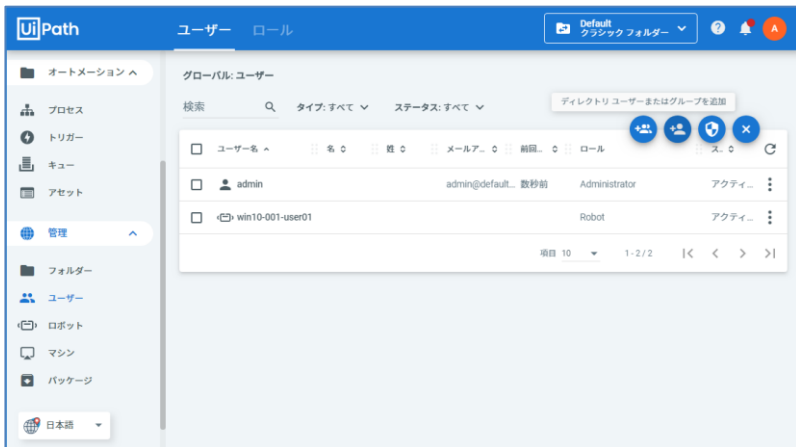 UiPath
ユーザー ロール
Default
クラシック フォルダー
A
オートメーション
プロセス
トリガー
キュー
アセット
管理
フォルダー
ユーザー
ロボット
マシン
パッケージ
日本語
グローバル: ユーザー
検索 タイプ: すべて ステータス: すべて
ディレクトリ ユーザーまたはグループを追加
ユーザー名 名 姓 メールア... 前回... ロール ス...
admin admin@default... 数秒前 Administrator アクティ...
win10-001-user01 Robot アクティ...
項目 10 1 - 2 / 2